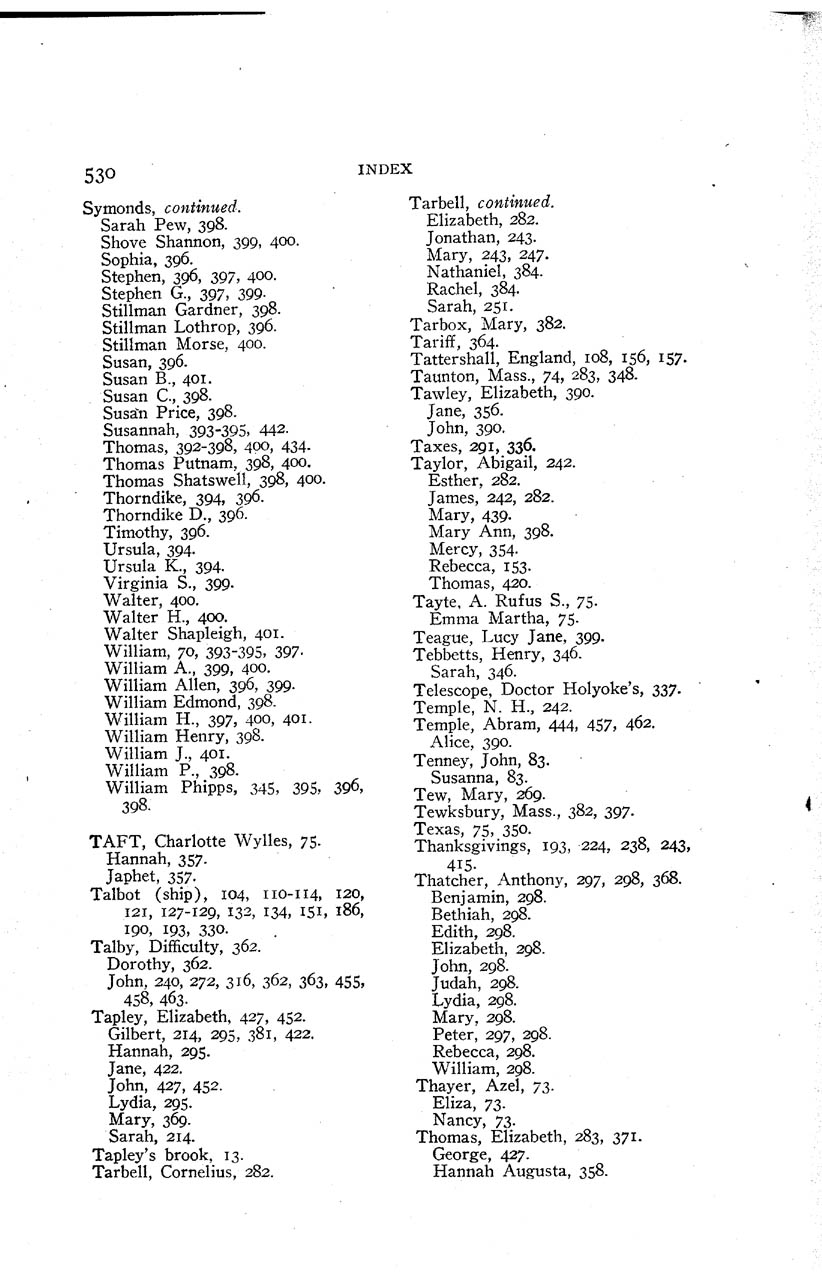 530
INDEX
Symonds, continued.
Sarah Pew, 398.
Shove Shannon, 399, 400.
Sophia, 396.
Stephen, 396, 397, 400.
Stephen G., 397, 399.
Stillman Gardner, 398.
Stillman Lothrop, 396.
Stillman Morse, 400.
Susan, 396.
Susan B., 401.
Susan C., 398.
Susan Price, 398.
Susannah, 393-395, 442.
Thomas, 392-398, 400, 434.
Thomas Putnam, 398, 400.
Thomas Shatswell, 398, 400.
Thorndike, 394, 396.
Thorndike D., 396.
Timothy, 396.
Ursula, 394.
Ursula K., 394.
Virginia S., 399.
Walter, 400.
Walter H., 400.
Walter Shapleigh, 401.
William, 70, 393-395, 397.
William A., 399, 400.
William Allen, 396, 399.
William Edmond, 398.
William H., 397, 400, 401.
William Henry, 398.
William J., 401.
William P., 398.
William Phipps, 345, 395, 396,
398.
TAFT, Charlotte Wylles, 75.
Hannah, 357.
Japhet, 357.
Talbot (ship), 104, 110-114, 120,
121, 127-129, 132, 134, 151, 186,
190, 193, 330.
Talby, Difficulty, 362.
Dorothy, 362.
John, 240, 272, 316, 362, 363, 455,
458, 463.
Tapley, Elizabeth, 427, 452.
Gilbert, 214, 295, 381, 422.
Hannah, 295.
Jane, 422.
John, 427, 452.
Lydia, 295.
Mary, 369.
Sarah, 214.
Tapley's brook, 13.
Tarbell, Cornelius, 282.
Tarbell, continued.
Elizabeth, 282.
Jonathan, 243.
Mary, 243, 247.
Nathaniel, 384.
Rachel, 384.
Sarah, 251.
Tarbox, Mary, 382.
Tariff, 364.
Tattershall, England, 108, 156, 157.
Taunton, Mass., 74, 283, 348.
Tawley, Elizabeth, 390.
Jane, 356.
John, 390.
Taxes, 291, 336.
Taylor, Abigail, 242.
Esther, 282.
James, 242, 282.
Mary, 439.
Mary Ann, 398.
Mercy, 354.
Rebecca, 153.
Thomas, 420.
Tayte, A. Rufus S., 75.
Emma Martha, 75.
Teague, Lucy Jane, 399.
Tebbetts, Henry, 346.
Sarah, 346.
Telescope, Doctor Holyoke's, 337.
Temple, N. H., 242.
Temple, Abram, 444, 457, 462.
Alice, 390.
Tenney, John, 83.
Susanna, 83.
Tew, Mary, 269.
Tewksbury, Mass., 382, 397.
Texas, 75, 350.
Thanksgivings, 193, 224, 238, 243,
415.
Thatcher, Anthony, 297, 298, 368.
Benjamin, 298.
Bethiah, 298.
Edith, 298.
Elizabeth, 298.
John, 298.
Judah, 298.
Lydia, 298.
Mary, 298.
Peter, 297, 298.
Rebecca, 298.
William, 298.
Thayer, Azel, 73.
Eliza, 73.
Nancy, 73.
Thomas, Elizabeth, 283, 371.
George, 427.
Hannah Augusta, 358.